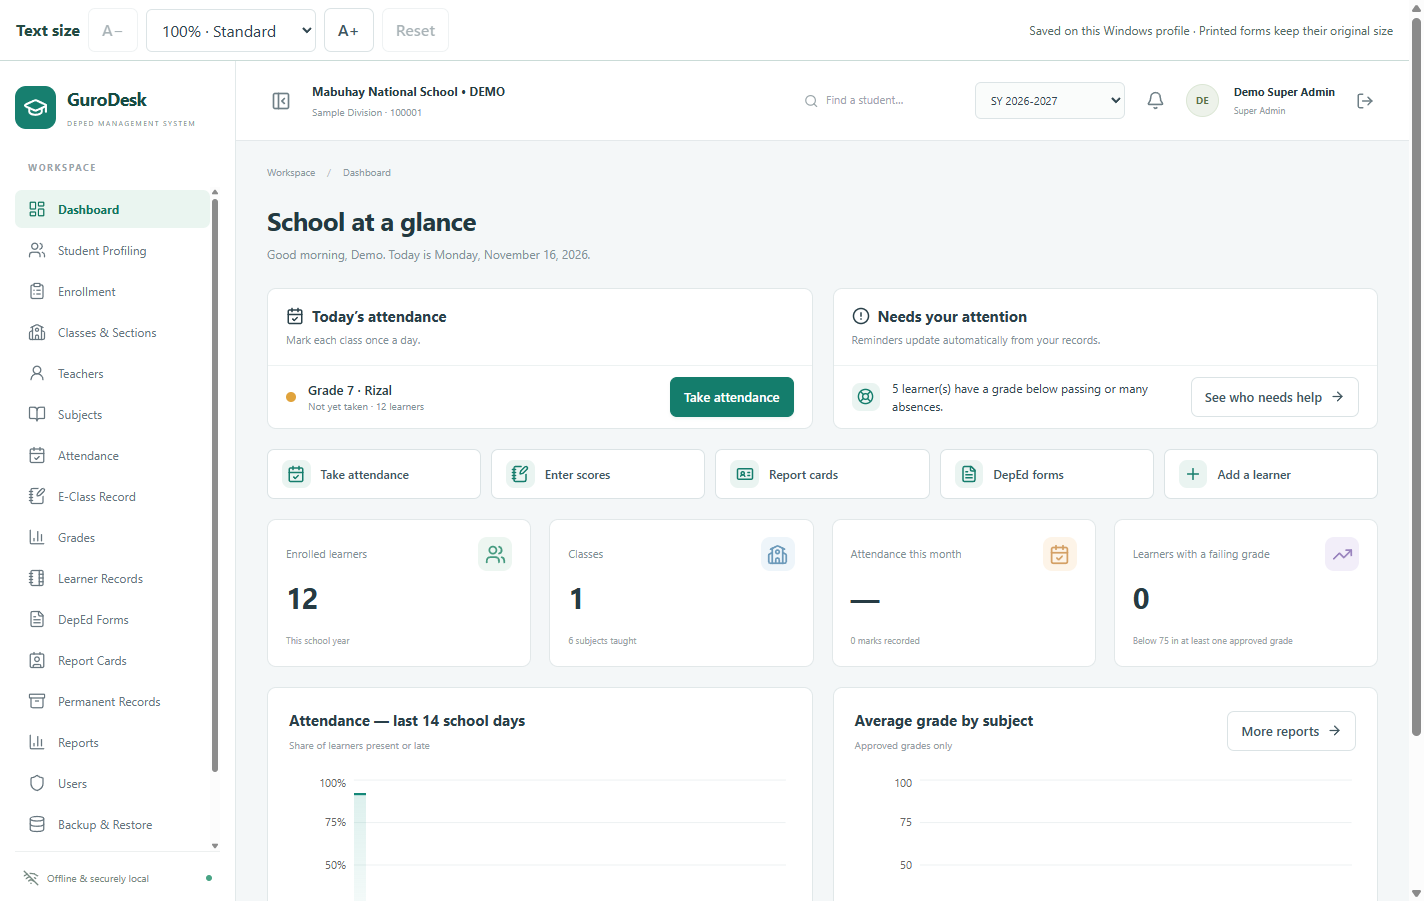 Text size
A−
100% · Standard
A+
Reset
Saved on this Windows profile · Printed forms keep their original size
GuroDesk
DEPED MANAGEMENT SYSTEM
WORKSPACE
Dashboard
Student Profiling
Enrollment
Classes & Sections
Teachers
Subjects
Attendance
E-Class Record
Grades
Learner Records
DepEd Forms
Report Cards
Permanent Records
Reports
Users
Backup & Restore
Offline & securely local
Mabuhay National School • DEMO
Sample Division · 100001
Find a student...
SY 2026-2027
DE
Demo Super Admin
Super Admin
Workspace / Dashboard
School at a glance
Good morning, Demo. Today is Monday, November 16, 2026.
Today's attendance
Mark each class once a day.
Grade 7 · Rizal
Not yet taken · 12 learners
Take attendance
Needs your attention
Reminders update automatically from your records.
5 learner(s) have a grade below passing or many
absences.
See who needs help →
Take attendance
Enter scores
Report cards
DepEd forms
Add a learner
Enrolled learners
12
This school year
Classes
1
6 subjects taught
Attendance this month
—
0 marks recorded
Learners with a failing grade
0
Below 75 in at least one approved grade
Attendance — last 14 school days
Share of learners present or late
100%
75%
50%
Average grade by subject
Approved grades only
More reports →
100
75
50